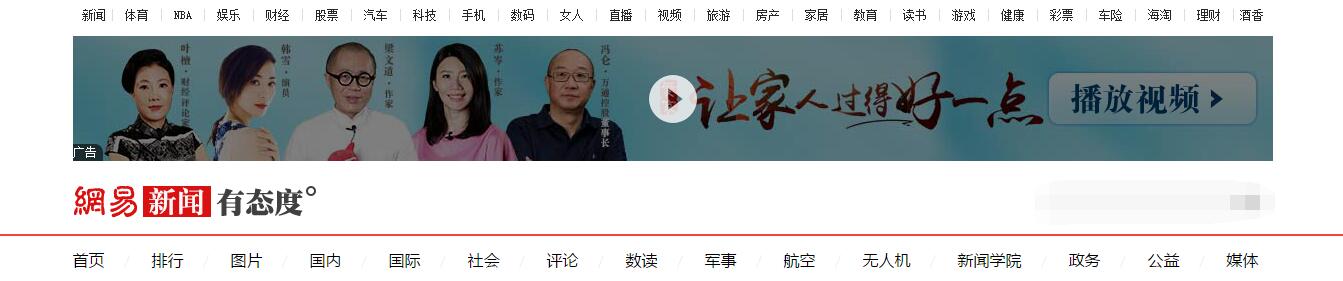 新闻 体育 NBA 娱乐 财经 股票 汽车 科技 手机 数码 女人 直播 视频 旅游 房产 家居 教育 读书 游戏 健康 彩票 车险 海淘 理财 酒香
叶檀·财经评论家
韩雪·演员
梁文道·作家
苏岑·作家
冯仑·万通控股董事长
让家人过得好一点
播放视频
广告
網易 新闻 有态度°
首页 / 排行 / 图片 / 国内 / 国际 / 社会 / 评论 / 数读 / 军事 / 航空 / 无人机 / 新闻学院 / 政务 / 公益 / 媒体